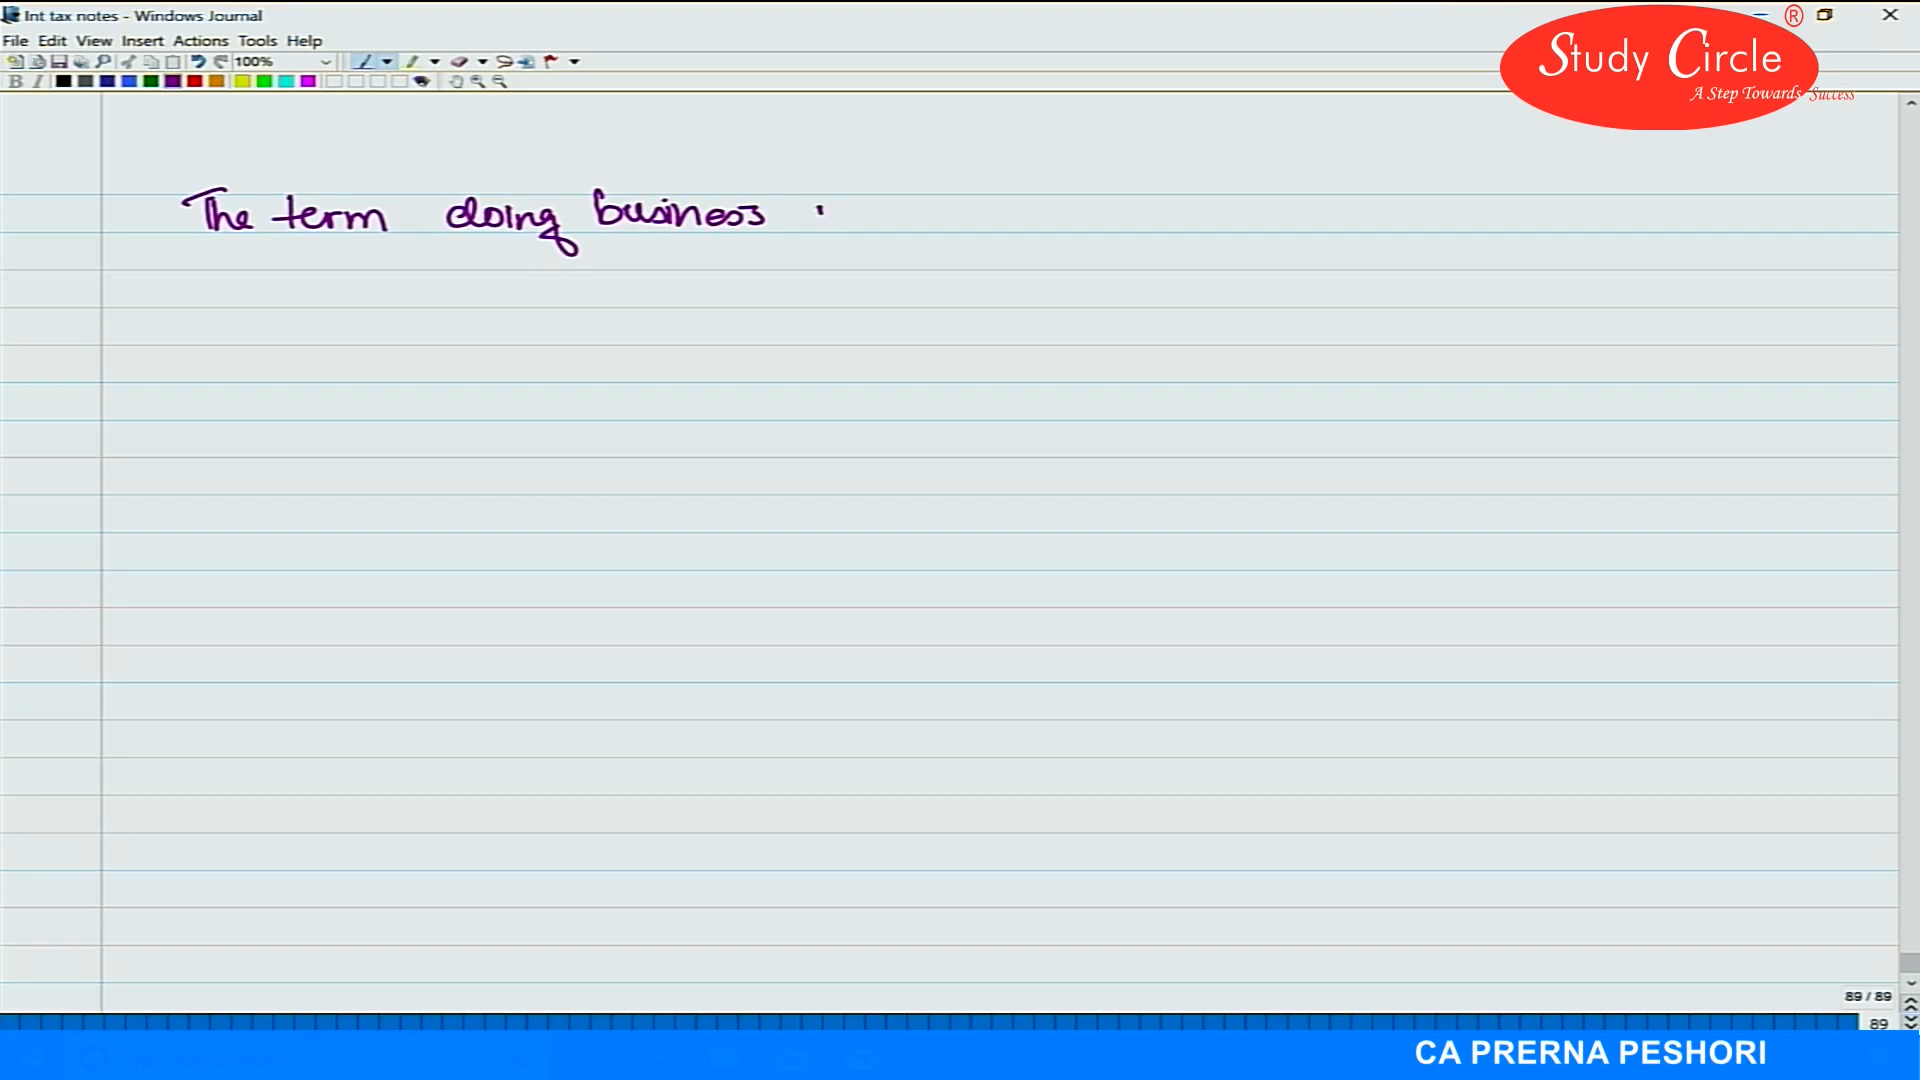 Int tax notes - Windows Journal
File Edit View Insert Actions Tools Help
100%
B I
Study Circle ®
A Step Towards Success
The term doing business
89 / 89
89
CA PRERNA PESHORI